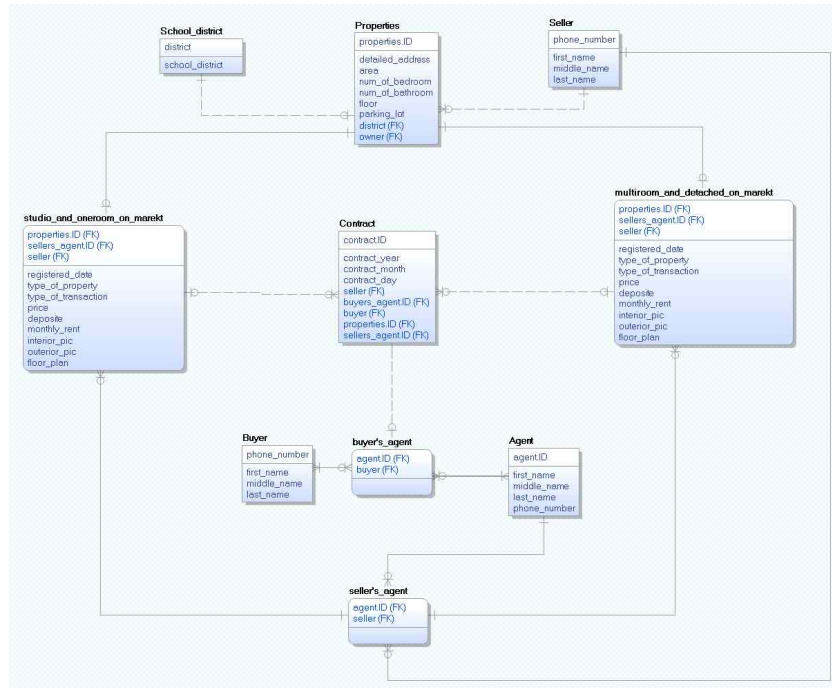 School_district
district
school_district
Properties
properties.ID
detailed_address
area
num_of_bedroom
num_of_bathroom
floor
parking_lot
district (FK)
owner (FK)
Seller
phone_number
first_name
middle_name
last_name
studio_and_oneroom_on_marekt
properties.ID (FK)
sellers_agent.ID (FK)
seller (FK)
registered_date
type_of_property
type_of_transaction
price
deposite
monthly_rent
interior_pic
outerior_pic
floor_plan
Contract
contract.ID
contract_year
contract_month
contract_day
seller (FK)
buyers_agent.ID (FK)
buyer (FK)
properties.ID (FK)
sellers_agent.ID (FK)
multiroom_and_detached_on_marekt
properties.ID (FK)
sellers_agent.ID (FK)
seller (FK)
registered_date
type_of_property
type_of_transaction
price
deposite
monthly_rent
interior_pic
outerior_pic
floor_plan
Buyer
phone_number
first_name
middle_name
last_name
buyer's_agent
agent.ID (FK)
buyer (FK)
Agent
agent.ID
first_name
middle_name
last_name
phone_number
seller's_agent
agent.ID (FK)
seller (FK)